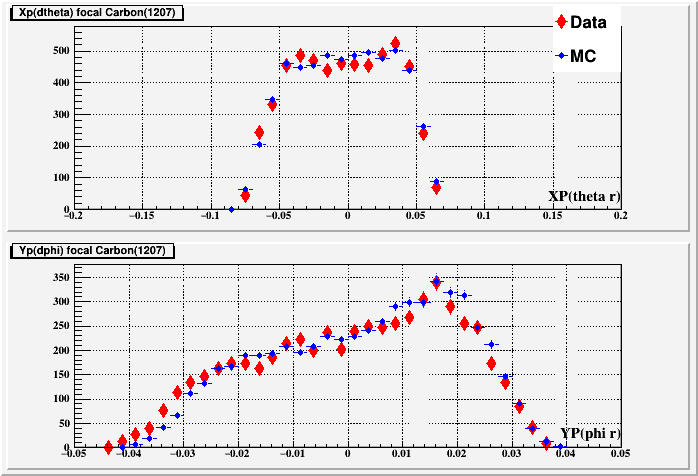 Xp(dtheta) focal Carbon(1207)
Data
MC
500
400
300
200
100
0
XP(theta r)
−0.2 −0.15 −0.1 −0.05 0 0.05 0.1 0.15 0.2
Yp(dphi) focal Carbon(1207)
350
300
250
200
150
100
50
0
YP(phi r)
−0.05 −0.04 −0.03 −0.02 −0.01 0.01 0.01 0.02 0.03 0.04 0.05